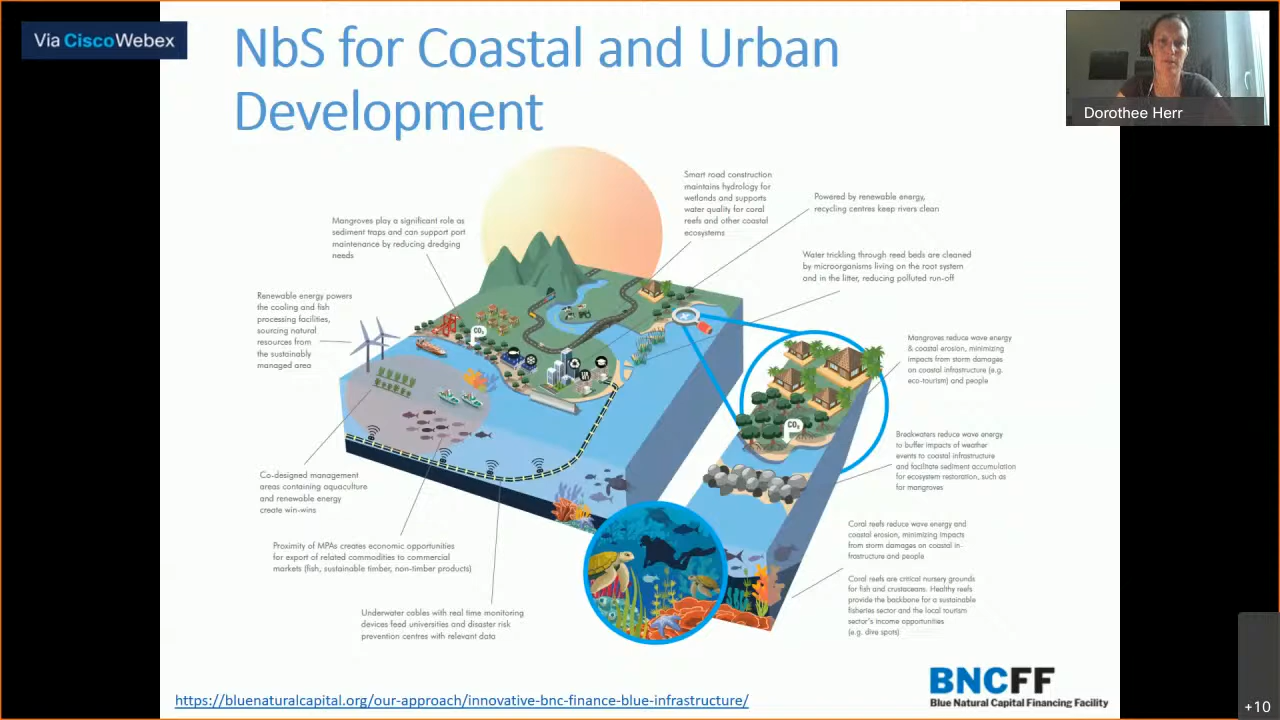 Via Cisco Webex
NbS for Coastal and Urban
Development
Dorothee Herr
Smart road construction
maintains hydrology for
wetlands and supports
water quality for coral
reefs and other coastal
ecosystems
Powered by renewable energy,
recycling centres keep rivers clean
Mangroves play a significant role as
sediment traps and can support port
maintenance by reducing dredging
needs
Water trickling through reed beds are cleaned
by microorganisms living on the root system
and in the litter, reducing polluted run-off
Renewable energy powers
the cooling and fish
processing facilities,
sourcing natural
resources from
the sustainably
managed area
CO₂
Mangroves reduce wave energy
& coastal erosion, minimizing
impacts from storm damages
on coastal infrastructure (e.g.
eco-tourism) and people
CO₂
Breakwaters reduce wave energy
to buffer impacts of weather
events to coastal infrastructure
and facilitate sediment accumulation
for ecosystem restoration, such as
for mangroves
Co-designed management
areas containing aquaculture
and renewable energy
create win-wins
Coral reefs reduce wave energy and
coastal erosion, minimizing impacts
from storm damages on coastal in-
frastructure and people
Proximity of MPAs creates economic opportunities
for export of related commodities to commercial
markets (fish, sustainable timber, non-timber products)
Coral reefs are critical nursery grounds
for fish and crustaceans. Healthy reefs
provide the backbone for a sustainable
fisheries sector and the local tourism
sector's income opportunities
(e.g. dive spots)
Underwater cables with real time monitoring
devices feed universities and disaster risk
prevention centres with relevant data
https://bluenaturalcapital.org/our-approach/innovative-bnc-finance-blue-infrastructure/
BNCFF
Blue Natural Capital Financing Facility
+10